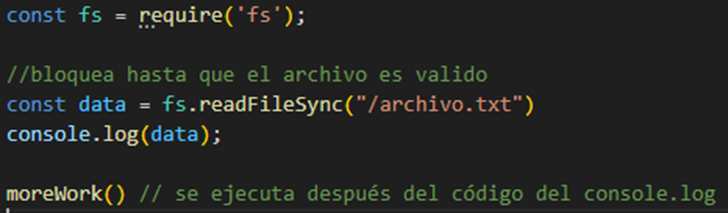 const fs = require('fs');
//bloquea hasta que el archivo es valido
const data = fs.readFileSync("/archivo.txt")
console.log(data);
moreWork() // se ejecuta después del código del console.log